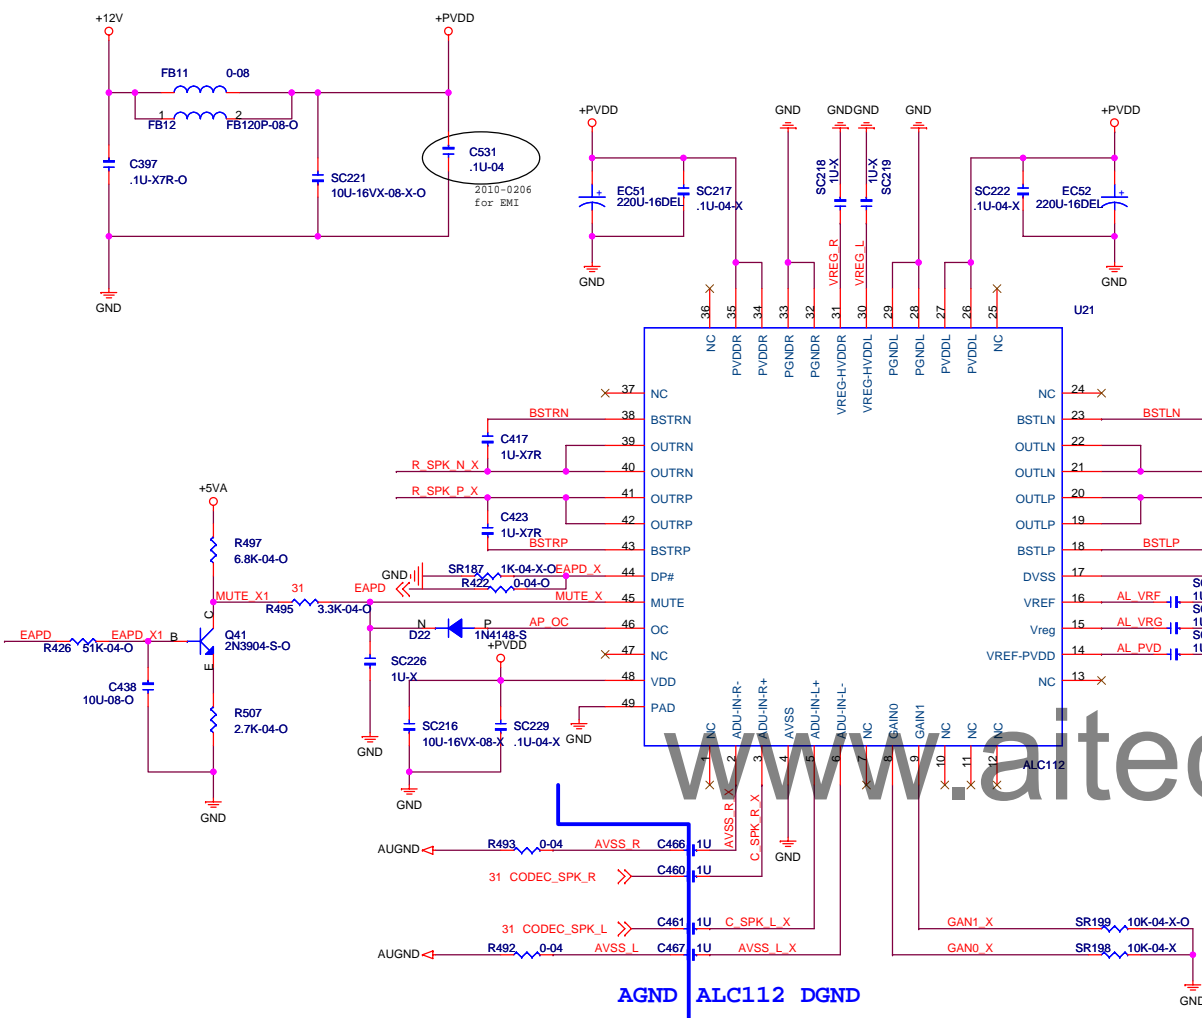 +12V
+PVDD
FB11 0-08
1 2
FB12 FB120P-08-O
C397
.1U-X7R-O
SC221
10U-16VX-08-X-O
C531
.1U-04
2010-0206
for EMI
GND
+PVDD
GND
GND
GND
GND
+PVDD
EC51
220U-16DEL
SC217
.1U-04-X
SC218
1U-X
1U-X
SC219
SC222
.1U-04-X
EC52
220U-16DEL
GND
GND
VREG_R
VREG_L
U21
36 35 34 33 32 31 30 29 28 27 26 25
NC PVDDR PVDDR PGNDR PGNDR VREG-HVDDR VREG-HVDDL PGNDL PGNDL PVDDL PVDDL NC
37 NC
BSTRN 38 BSTRN
C417
1U-X7R
39 OUTRN
R_SPK_N_X 40 OUTRN
R_SPK_P_X 41 OUTRP
42 OUTRP
C423
1U-X7R
BSTRP 43 BSTRP
GND SR187 1K-04-X-O EAPD_X 44 DP#
EAPD R422 0-04-O
MUTE_X 45 MUTE
AP_OC 46 OC
47 NC
48 VDD
49 PAD
NC 24
BSTLN 23 BSTLN
OUTLN 22
OUTLN 21
OUTLP 20
OUTLP 19
BSTLP 18 BSTLP
DVSS 17
VREF 16 AL_VRF
Vreg 15 AL_VRG
VREF-PVDD 14 AL_PVD
NC 13
+5VA
R497
6.8K-04-O
MUTE_X1 31
R495 3.3K-04-O
C
B
E
Q41
2N3904-S-O
EAPD
R426 51K-04-O
EAPD_X1
C438
10U-08-O
R507
2.7K-04-O
GND
N P
D22 1N4148-S
+PVDD
SC226
1U-X
GND
SC216
10U-16VX-08-X
SC229
.1U-04-X
GND
GND
NC ADU-IN-R- ADU-IN-R+ AVSS ADU-IN-L+ ADU-IN-L- NC GAIN0 GAIN1 NC NC NC
1 2 3 4 5 6 7 8 9 10 11 12
ALC112
www.aitec
AVSS_R_X
C_SPK_R_X
GND
AUGND R493 0-04 AVSS_R C466 1U
31 CODEC_SPK_R C460 1U
31 CODEC_SPK_L C461 1U C_SPK_L_X
AUGND R492 0-04 AVSS_L C467 1U AVSS_L_X
GAN1_X SR199 10K-04-X-O
GAN0_X SR198 10K-04-X
GND
AGND ALC112 DGND